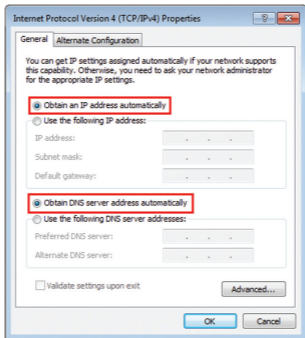 Internet Protocol Version 4 (TCP/IPv4) Properties
General
Alternate Configuration
You can get IP settings assigned automatically if your network supports
this capability. Otherwise, you need to ask your network administrator
for the appropriate IP settings.
Obtain an IP address automatically
Use the following IP address:
IP address:
Subnet mask:
Default gateway:
Obtain DNS server address automatically
Use the following DNS server addresses:
Preferred DNS server:
Alternate DNS server:
Validate settings upon exit
Advanced...
OK
Cancel